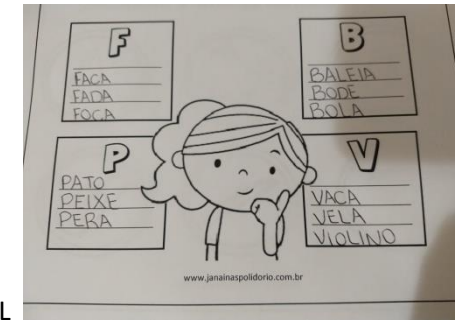 F
FACA
FADA
FOCA
B
BALEIA
BODE
BOLA
P
PATO
PEIXE
PERA
V
VACA
VELA
VIOLINO
www.janainaspolidorio.com.br
L